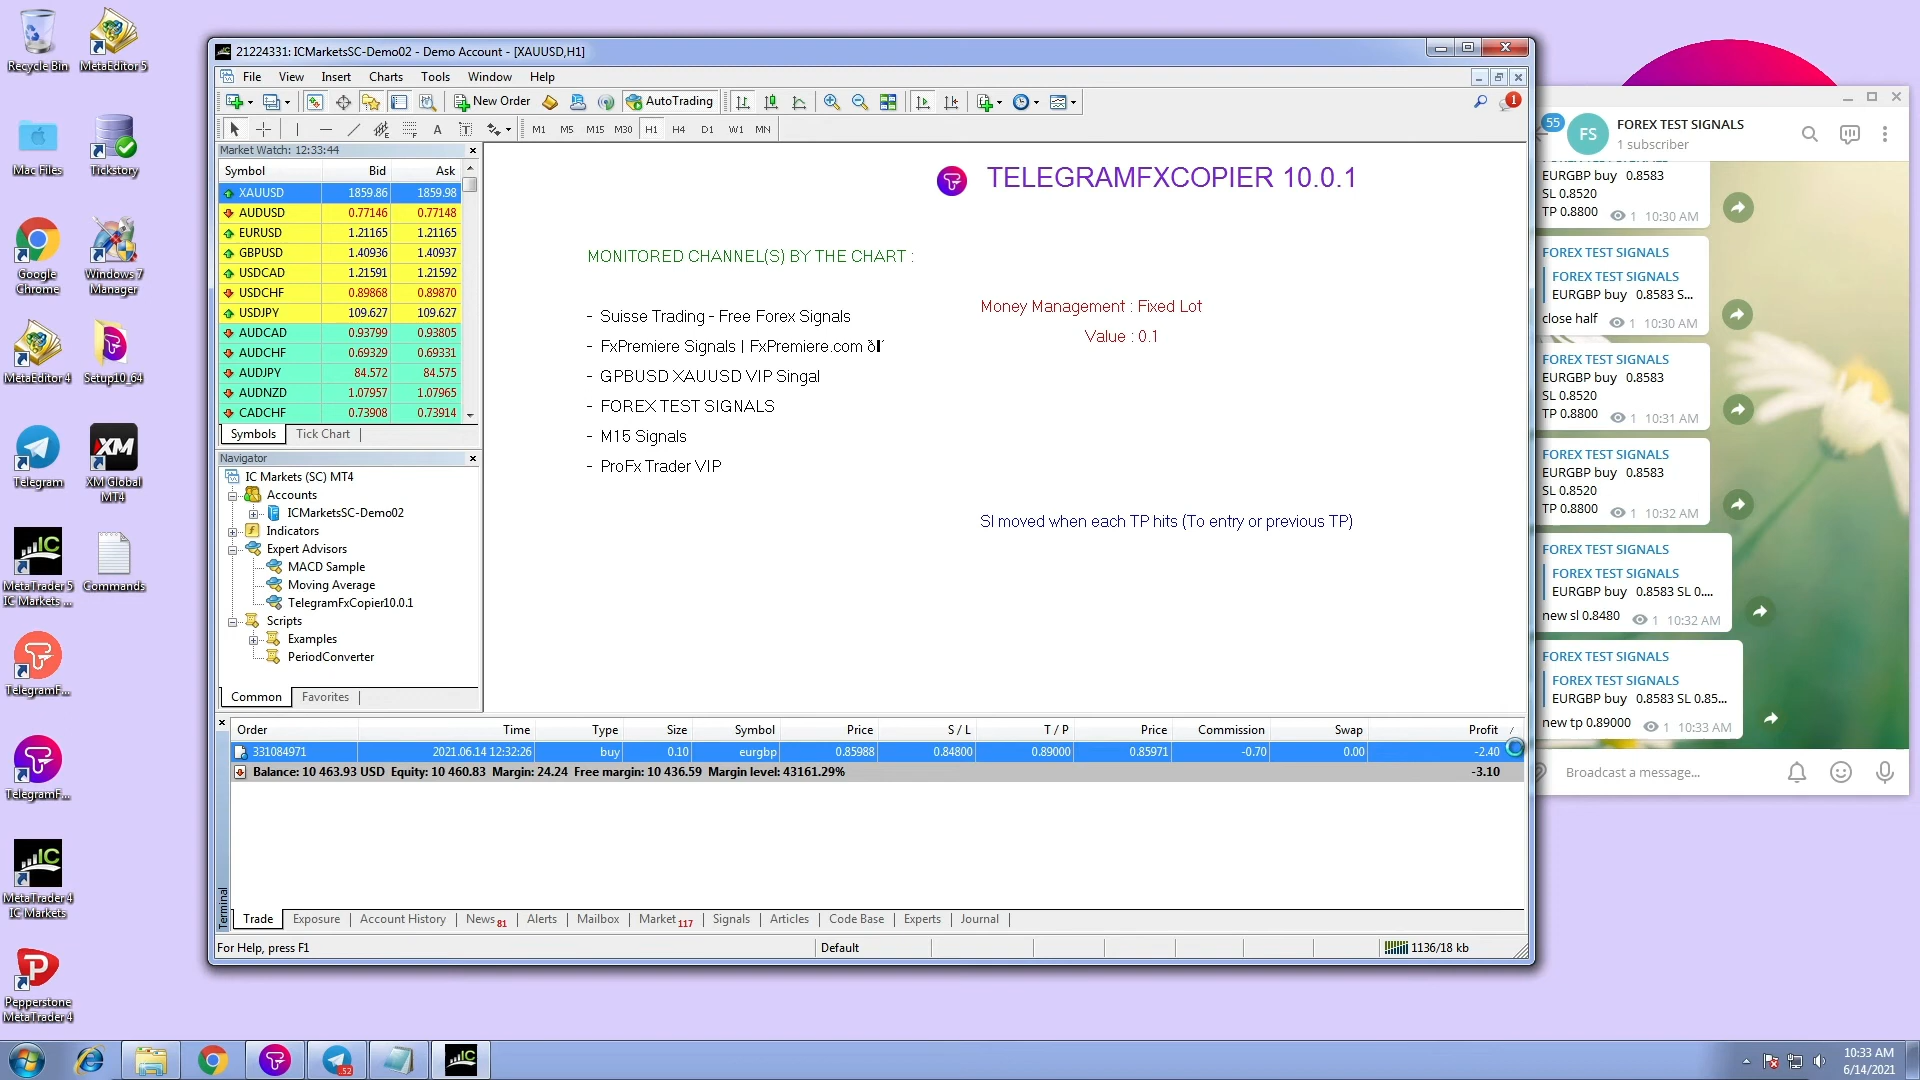 Recycle Bin
MetaEditor 5
Mac Files
Tickstory
Google Chrome
Windows 7 Manager
MetaEditor 4
Setup10_64
Telegram
XM
XM Global MT4
IC
MetaTrader 5 IC Markets ...
Commands
TelegramF...
TelegramF...
IC
MetaTrader 4 IC Markets
Pepperstone MetaTrader 4
21224331: ICMarketsSC-Demo02 - Demo Account - [XAUUSD,H1]
File View Insert Charts Tools Window Help
New Order AutoTrading 1
A T M1 M5 M15 M30 H1 H4 D1 W1 MN
Market Watch: 12:33:44
Symbol Bid Ask
XAUUSD 1859.86 1859.98
AUDUSD 0.77146 0.77148
EURUSD 1.21165 1.21165
GBPUSD 1.40936 1.40937
USDCAD 1.21591 1.21592
USDCHF 0.89868 0.89870
USDJPY 109.627 109.627
AUDCAD 0.93799 0.93805
AUDCHF 0.69329 0.69331
AUDJPY 84.572 84.575
AUDNZD 1.07957 1.07965
CADCHF 0.73908 0.73914
Symbols Tick Chart
Navigator
IC Markets (SC) MT4
Accounts
ICMarketsSC-Demo02
Indicators
Expert Advisors
MACD Sample
Moving Average
TelegramFxCopier10.0.1
Scripts
Examples
PeriodConverter
Common Favorites
TELEGRAMFXCOPIER 10.0.1
MONITORED CHANNEL(S) BY THE CHART :
- Suisse Trading - Free Forex Signals
- FxPremiere Signals | FxPremiere.com
- GPBUSD XAUUSD VIP Singal
- FOREX TEST SIGNALS
- M15 Signals
- ProFx Trader VIP
Money Management : Fixed Lot
Value : 0.1
Sl moved when each TP hits (To entry or previous TP)
Order Time Type Size Symbol Price S / L T / P Price Commission Swap Profit
331084971 2021.06.14 12:32:26 buy 0.10 eurgbp 0.85988 0.84800 0.89000 0.85971 -0.70 0.00 -2.40
Balance: 10 463.93 USD Equity: 10 460.83 Margin: 24.24 Free margin: 10 436.59 Margin level: 43161.29% -3.10
Terminal
Trade Exposure Account History News 81 Alerts Mailbox Market 117 Signals Articles Code Base Experts Journal
For Help, press F1 Default 1136/18 kb
55 FS FOREX TEST SIGNALS
1 subscriber
EURGBP buy 0.8583
SL 0.8520
TP 0.8800 1 10:30 AM
FOREX TEST SIGNALS
FOREX TEST SIGNALS
EURGBP buy 0.8583 S...
close half 1 10:30 AM
FOREX TEST SIGNALS
EURGBP buy 0.8583
SL 0.8520
TP 0.8800 1 10:31 AM
FOREX TEST SIGNALS
EURGBP buy 0.8583
SL 0.8520
TP 0.8800 1 10:32 AM
FOREX TEST SIGNALS
FOREX TEST SIGNALS
EURGBP buy 0.8583 SL 0....
new sl 0.8480 1 10:32 AM
FOREX TEST SIGNALS
FOREX TEST SIGNALS
EURGBP buy 0.8583 SL 0.85...
new tp 0.89000 1 10:33 AM
Broadcast a message...
10:33 AM
6/14/2021